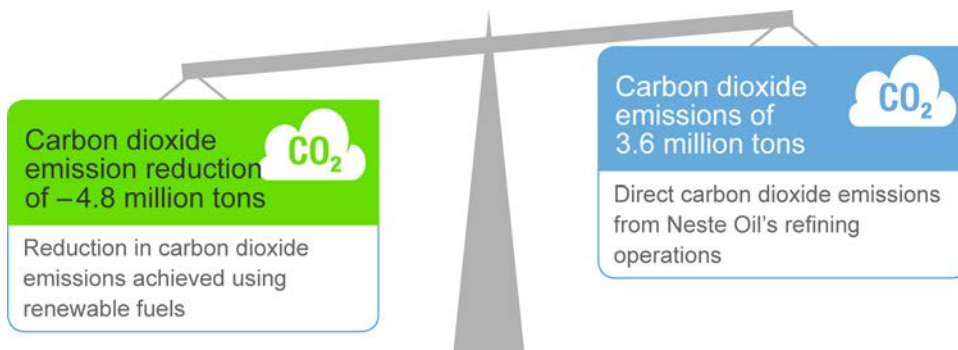 Carbon dioxide
emission reduction
of –4.8 million tons
CO₂
Reduction in carbon dioxide
emissions achieved using
renewable fuels
Carbon dioxide
emissions of
3.6 million tons
CO₂
Direct carbon dioxide emissions
from Neste Oil's refining
operations